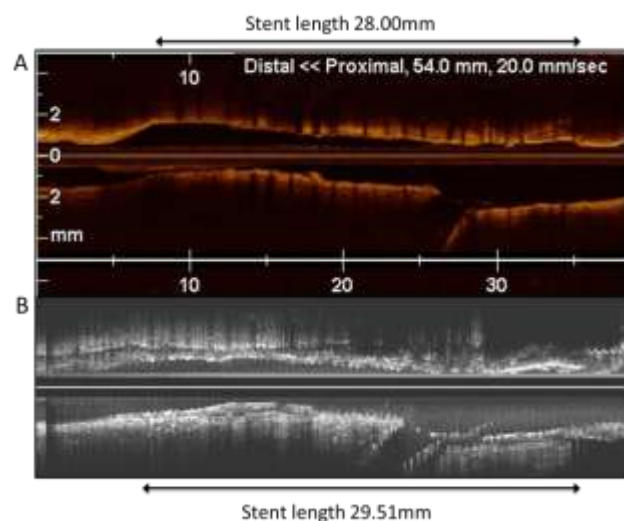 Stent length 28.00mm
A
10
Distal << Proximal, 54.0 mm, 20.0 mm/sec
2
0
2
mm
10
20
30
B
Stent length 29.51mm